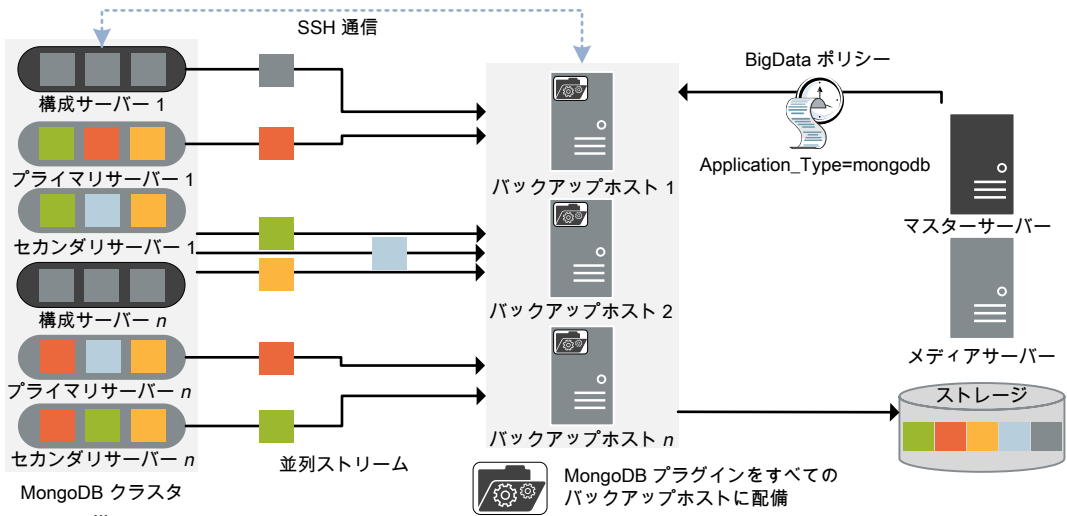 SSH 通信
BigData ポリシー
構成サーバー 1
プライマリサーバー 1
Application_Type=mongodb
バックアップホスト 1
セカンダリサーバー 1
マスターサーバー
構成サーバー n
バックアップホスト 2
メディアサーバー
プライマリサーバー n
ストレージ
バックアップホスト n
セカンダリサーバー n
並列ストリーム
MongoDB プラグインをすべての
バックアップホストに配備
MongoDB クラスタ